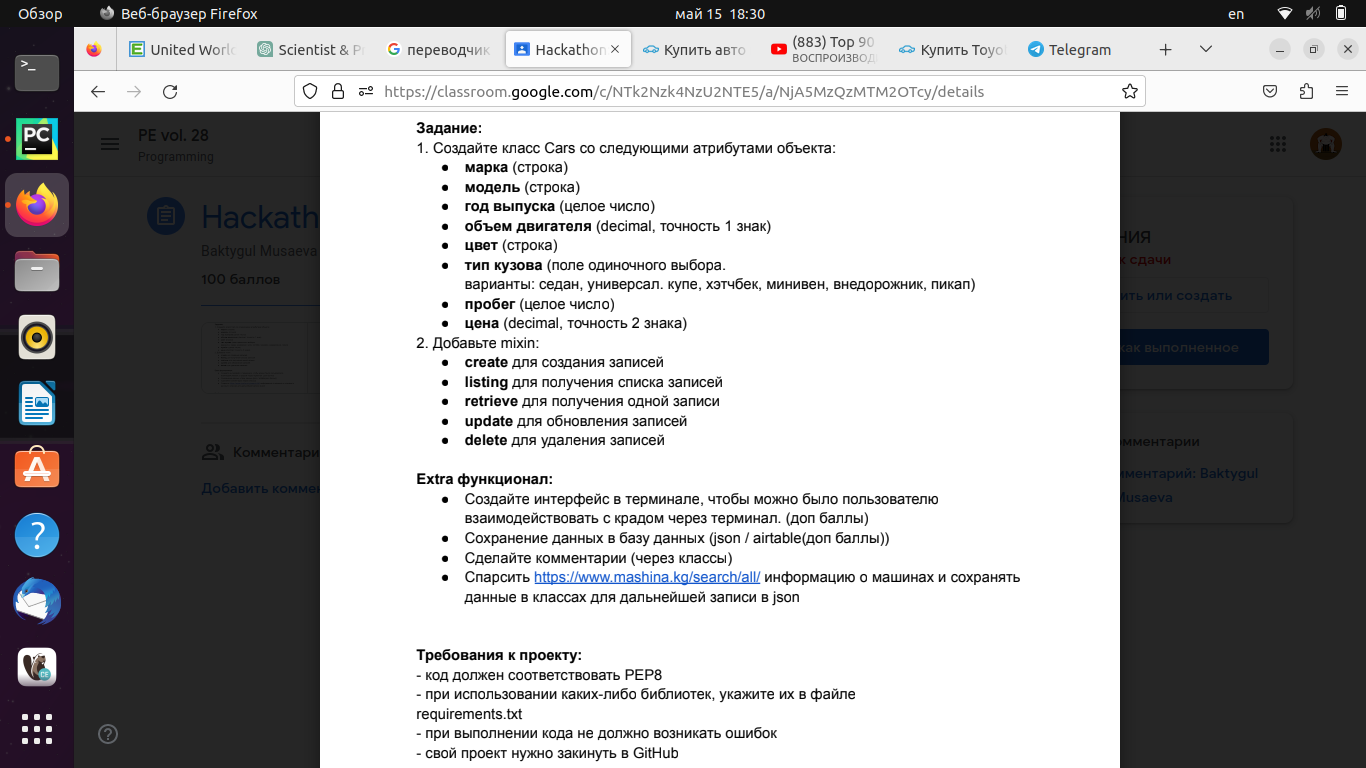 Обзор
Веб-браузер Firefox
май 15 18:30
en
United World
Scientist & P
переводчик
Hackathon
Купить авто
(883) Top 90
ВОСПРОИЗВОД
Купить Toyo
Telegram
https://classroom.google.com/c/NTk2Nzk4NzU2NTE5/a/NjA5MzQzMTM2OTcy/details
PE vol. 28
Programming
Hackath
Baktygul Musaeva
100 баллов
Комментари
Добавить коммен
Задание:
1. Создайте класс Cars со следующими атрибутами объекта:
● марка (строка)
● модель (строка)
● год выпуска (целое число)
● объем двигателя (decimal, точность 1 знак)
● цвет (строка)
● тип кузова (поле одиночного выбора.
варианты: седан, универсал. купе, хэтчбек, минивен, внедорожник, пикап)
● пробег (целое число)
● цена (decimal, точность 2 знака)
2. Добавьте mixin:
● create для создания записей
● listing для получения списка записей
● retrieve для получения одной записи
● update для обновления записей
● delete для удаления записей
Extra функционал:
● Создайте интерфейс в терминале, чтобы можно было пользователю
взаимодействовать с крадом через терминал. (доп баллы)
● Сохранение данных в базу данных (json / airtable(доп баллы))
● Сделайте комментарии (через классы)
● Спарсить https://www.mashina.kg/search/all/ информацию о машинах и сохранять
данные в классах для дальнейшей записи в json
Требования к проекту:
- код должен соответствовать PEP8
- при использовании каких-либо библиотек, укажите их в файле
requirements.txt
- при выполнении кода не должно возникать ошибок
- свой проект нужно закинуть в GitHub
ния
к сдачи
ить или создать
как выполненное
омментарии
мментарий: Baktygul
Musaeva